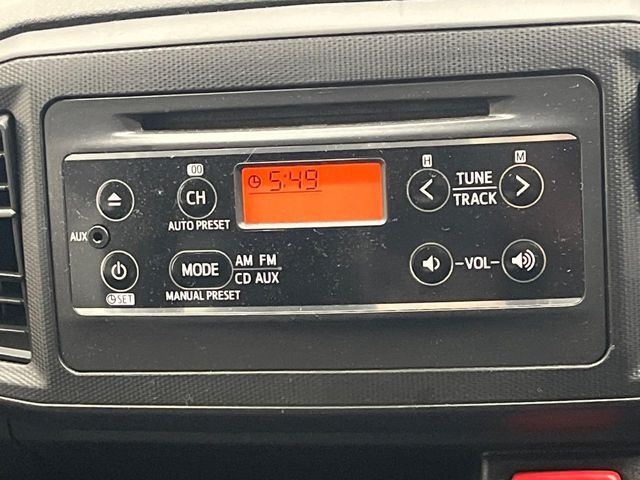 00
CH
AUTO PRESET
5:49
H
M
TUNE
TRACK
AUX
SET
MODE
AM FM
CD AUX
MANUAL PRESET
VOL